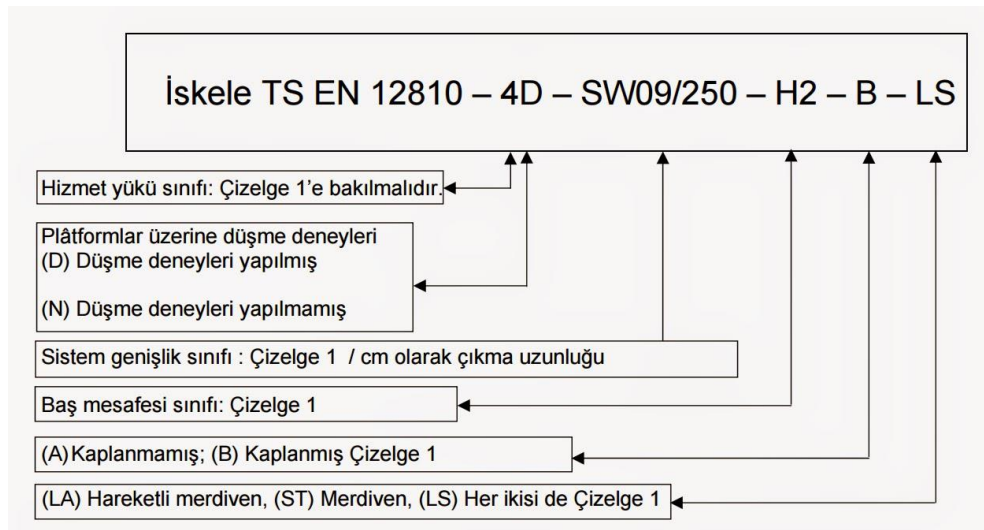 İskele TS EN 12810 – 4D – SW09/250 – H2 – B – LS
Hizmet yükü sınıfı: Çizelge 1’e bakılmalıdır.
Plâtformlar üzerine düşme deneyleri
(D) Düşme deneyleri yapılmış
(N) Düşme deneyleri yapılmamış
Sistem genişlik sınıfı : Çizelge 1 / cm olarak çıkma uzunluğu
Baş mesafesi sınıfı: Çizelge 1
(A)Kaplanmamış; (B) Kaplanmış Çizelge 1
(LA) Hareketli merdiven, (ST) Merdiven, (LS) Her ikisi de Çizelge 1